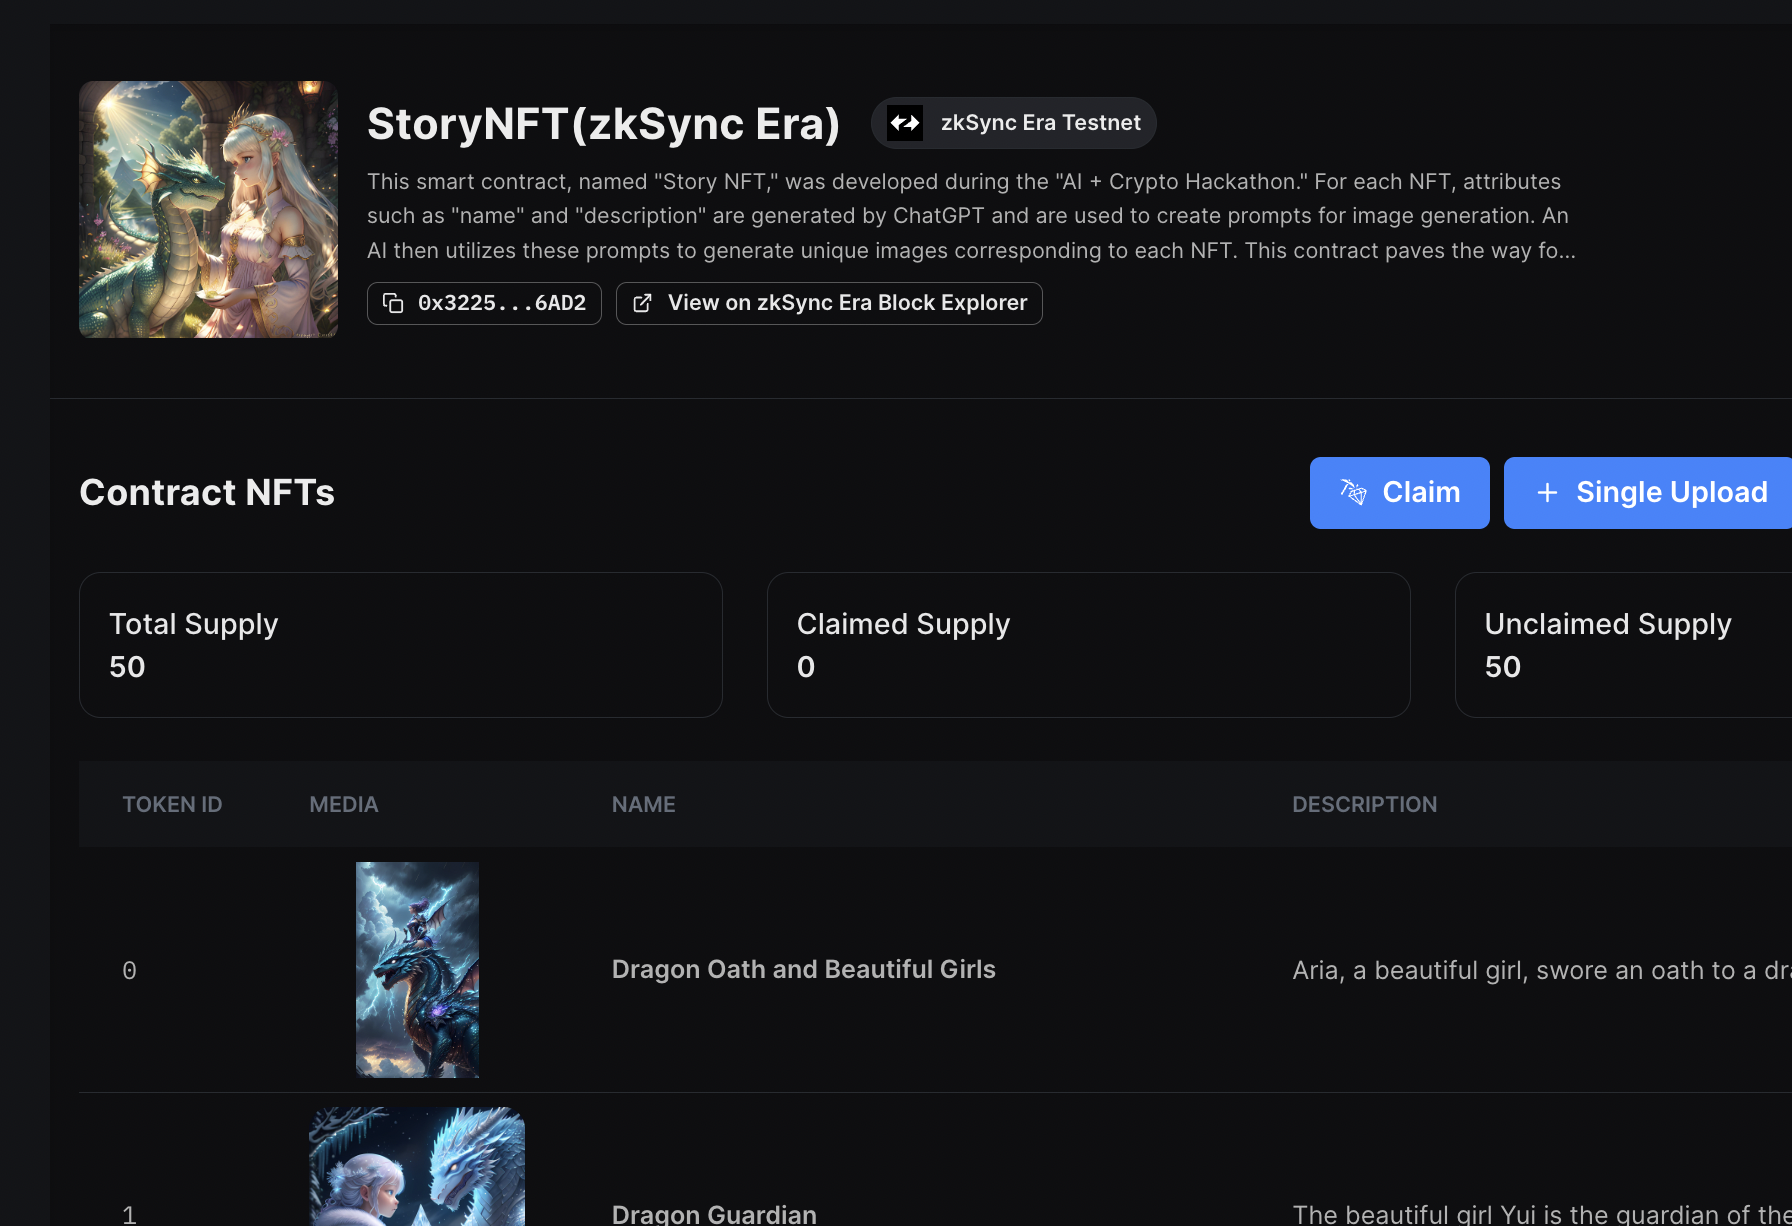 StoryNFT(zkSync Era)
zkSync Era Testnet
This smart contract, named "Story NFT," was developed during the "AI + Crypto Hackathon." For each NFT, attributes
such as "name" and "description" are generated by ChatGPT and are used to create prompts for image generation. An
AI then utilizes these prompts to generate unique images corresponding to each NFT. This contract paves the way fo...
0x3225...6AD2
View on zkSync Era Block Explorer
Contract NFTs
Claim
Single Upload
Total Supply
50
Claimed Supply
0
Unclaimed Supply
50
TOKEN ID
MEDIA
NAME
DESCRIPTION
0
Dragon Oath and Beautiful Girls
Aria, a beautiful girl, swore an oath to a dra
1
Dragon Guardian
The beautiful girl Yui is the guardian of the